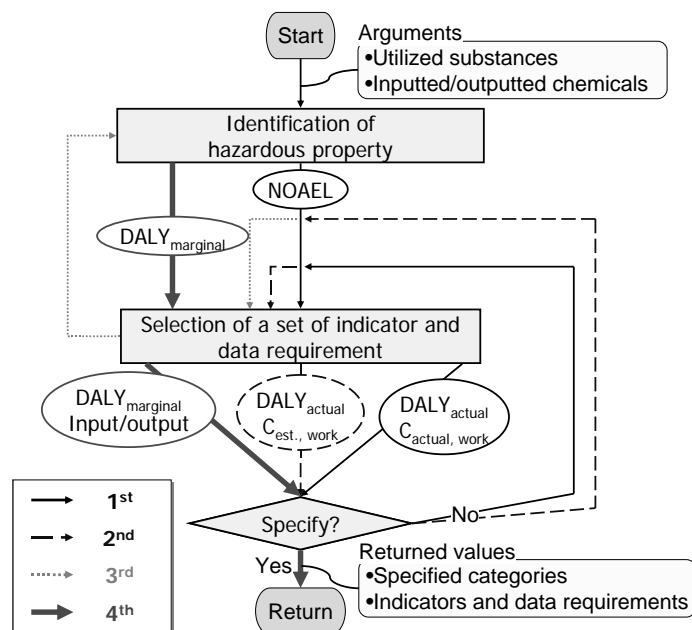 Start
Arguments
•Utilized substances
•Inputted/outputted chemicals
Identification of
hazardous property
NOAEL
DALYmarginal
Selection of a set of indicator and
data requirement
DALYmarginal
Input/output
DALYactual
Cest., work
DALYactual
Cactual, work
Specify?
No
Yes
Returned values
•Specified categories
•Indicators and data requirements
Return
1st
2nd
3rd
4th